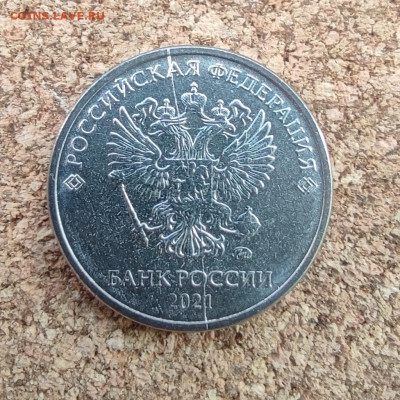 COINS.LAVE.RU
РОССИЙСКАЯ ФЕДЕРАЦИЯ
БАНК РОССИИ
2021